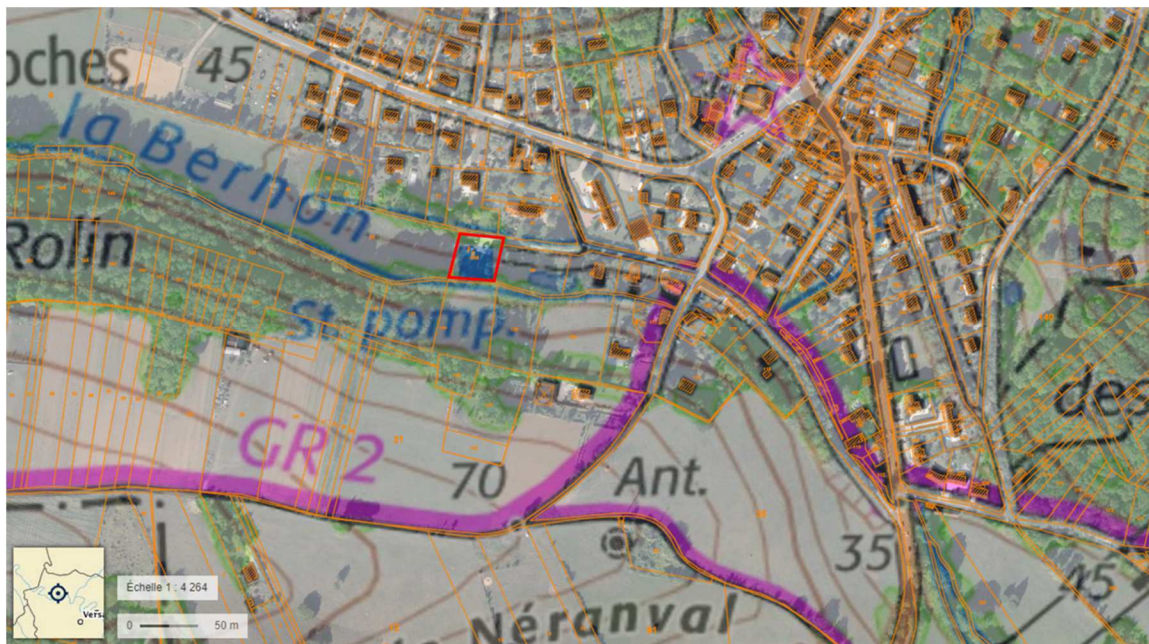 oches
45
la Bernon
Rolin
St. pomp.
GR 2
70
Ant.
des
35
45
Néranval
Vers
Échelle 1 : 4 264
0
50 m